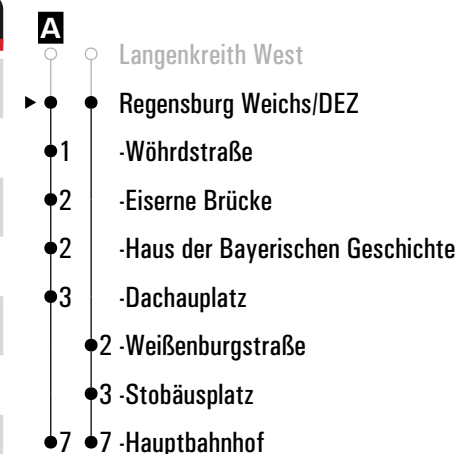 A
Langenkreith West
Regensburg Weichs/DEZ
1 -Wöhrdstraße
2 -Eiserne Brücke
2 -Haus der Bayerischen Geschichte
3 -Dachauplatz
2 -Weißenburgstraße
3 -Stobäusplatz
7 7 -Hauptbahnhof